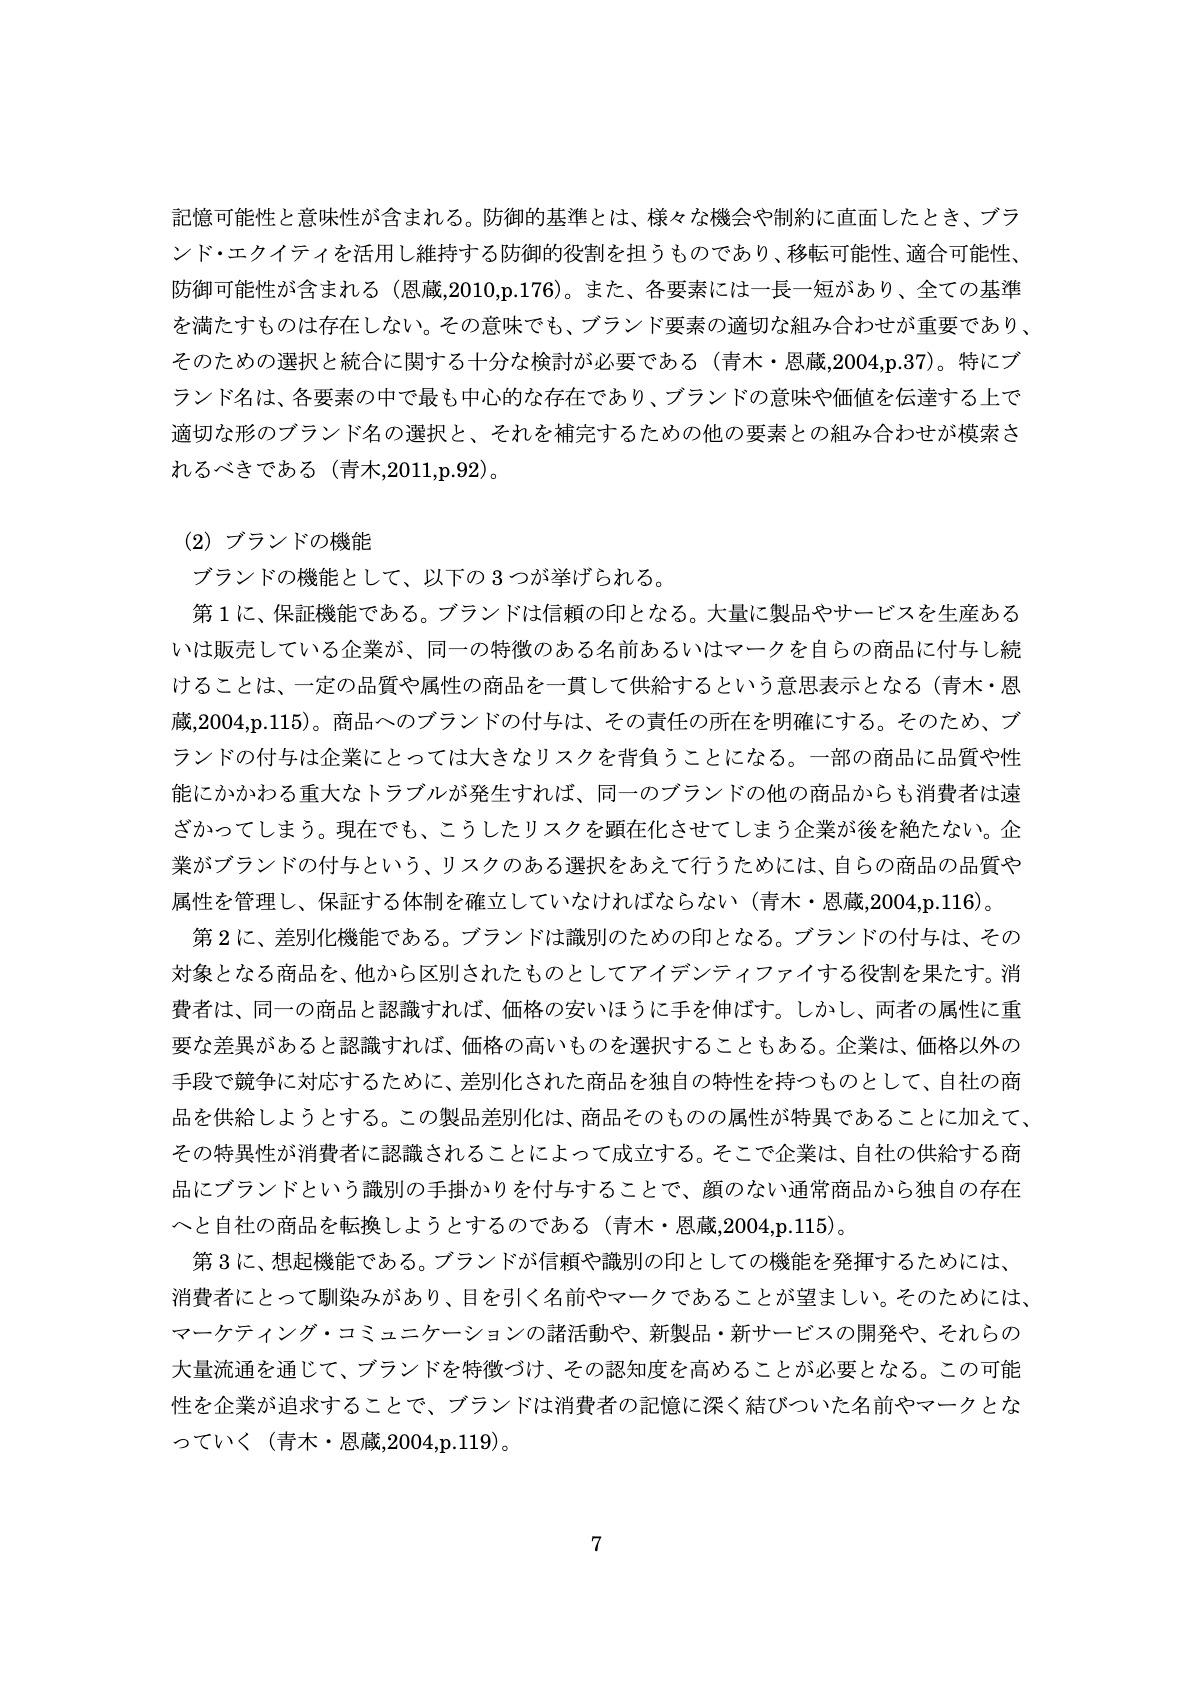 記憶可能性と意味性が含まれる。防御的基準とは、様々な機会や制約に直面したとき、ブラ
ンド・エクイティを活用し維持する防御的役割を担うものであり、移転可能性、適合可能性、
防御可能性が含まれる（恩蔵,2010,p.176）。また、各要素には一長一短があり、全ての基準
を満たすものは存在しない。その意味でも、ブランド要素の適切な組み合わせが重要であり、
そのための選択と統合に関する十分な検討が必要である（青木・恩蔵,2004,p.37）。特にブ
ランド名は、各要素の中で最も中心的な存在であり、ブランドの意味や価値を伝達する上で
適切な形のブランド名の選択と、それを補完するための他の要素との組み合わせが模索さ
れるべきである（青木,2011,p.92）。
（2）ブランドの機能
ブランドの機能として、以下の 3 つが挙げられる。
第 1 に、保証機能である。ブランドは信頼の印となる。大量に製品やサービスを生産ある
いは販売している企業が、同一の特徴のある名前あるいはマークを自らの商品に付与し続
けることは、一定の品質や属性の商品を一貫して供給するという意思表示となる（青木・恩
蔵,2004,p.115）。商品へのブランドの付与は、その責任の所在を明確にする。そのため、ブ
ランドの付与は企業にとっては大きなリスクを背負うことになる。一部の商品に品質や性
能にかかわる重大なトラブルが発生すれば、同一のブランドの他の商品からも消費者は遠
ざかってしまう。現在でも、こうしたリスクを顕在化させてしまう企業が後を絶たない。企
業がブランドの付与という、リスクのある選択をあえて行うためには、自らの商品の品質や
属性を管理し、保証する体制を確立していなければならない（青木・恩蔵,2004,p.116）。
第 2 に、差別化機能である。ブランドは識別のための印となる。ブランドの付与は、その
対象となる商品を、他から区別されたものとしてアイデンティファイする役割を果たす。消
費者は、同一の商品と認識すれば、価格の安いほうに手を伸ばす。しかし、両者の属性に重
要な差異があると認識すれば、価格の高いものを選択することもある。企業は、価格以外の
手段で競争に対応するために、差別化された商品を独自の特性を持つものとして、自社の商
品を供給しようとする。この製品差別化は、商品そのものの属性が特異であることに加えて、
その特異性が消費者に認識されることによって成立する。そこで企業は、自社の供給する商
品にブランドという識別の手掛かりを付与することで、顔のない通常商品から独自の存在
へと自社の商品を転換しようとするのである（青木・恩蔵,2004,p.115）。
第 3 に、想起機能である。ブランドが信頼や識別の印としての機能を発揮するためには、
消費者にとって馴染みがあり、目を引く名前やマークであることが望ましい。そのためには、
マーケティング・コミュニケーションの諸活動や、新製品・新サービスの開発や、それらの
大量流通を通じて、ブランドを特徴づけ、その認知度を高めることが必要となる。この可能
性を企業が追求することで、ブランドは消費者の記憶に深く結びついた名前やマークとな
っていく（青木・恩蔵,2004,p.119）。
7